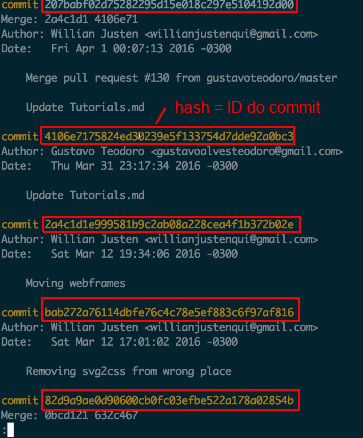 commit 207babf02d75282295d15e018c297e5104192d00
Merge: 2a4c1d1 4106e71
Author: Willian Justen <willianjustenqui@gmail.com>
Date: Fri Apr 1 00:07:13 2016 -0300
Merge pull request #130 from gustavoteodoro/master
Update Tutorials.md
hash = ID do commit
commit 4106e7175824ed30239e5f133754d7dde92a0bc3
Author: Gustavo Teodoro <gustavoalvesteodoro@gmail.com>
Date: Thu Mar 31 23:17:34 2016 -0300
Update Tutorials.md
commit 2a4c1d1e999581b9c2ab08a228cea4f1b372b02e
Author: Willian Justen <willianjustenqui@gmail.com>
Date: Sat Mar 12 19:34:06 2016 -0300
Moving webframes
commit bab272a76114dbfe76c4c78e5ef883c6f97af816
Author: Willian Justen <willianjustenqui@gmail.com>
Date: Sat Mar 12 17:01:02 2016 -0300
Removing svg2css from wrong place
commit 82d9a9ae0d90600cb0fc03efbe522a178a02854b
Merge: 0bcd121 632c467
: